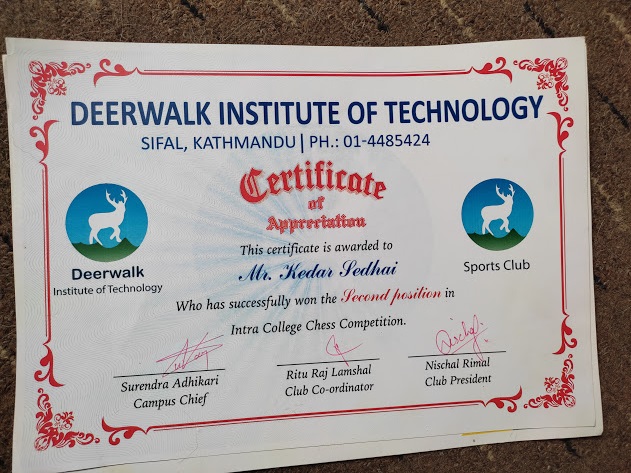 DEERWALK INSTITUTE OF TECHNOLOGY
SIFAL, KATHMANDU | PH.: 01-4485424
Certificate
of
Appreciation
Deerwalk
Institute of Technology
Sports Club
This certificate is awarded to
Mr. Kedar Sedhai
Who has successfully won the Second position in
Intra College Chess Competition.
Surendra Adhikari
Campus Chief
Ritu Raj Lamshal
Club Co-ordinator
Nischal
Nischal Rimal
Club President